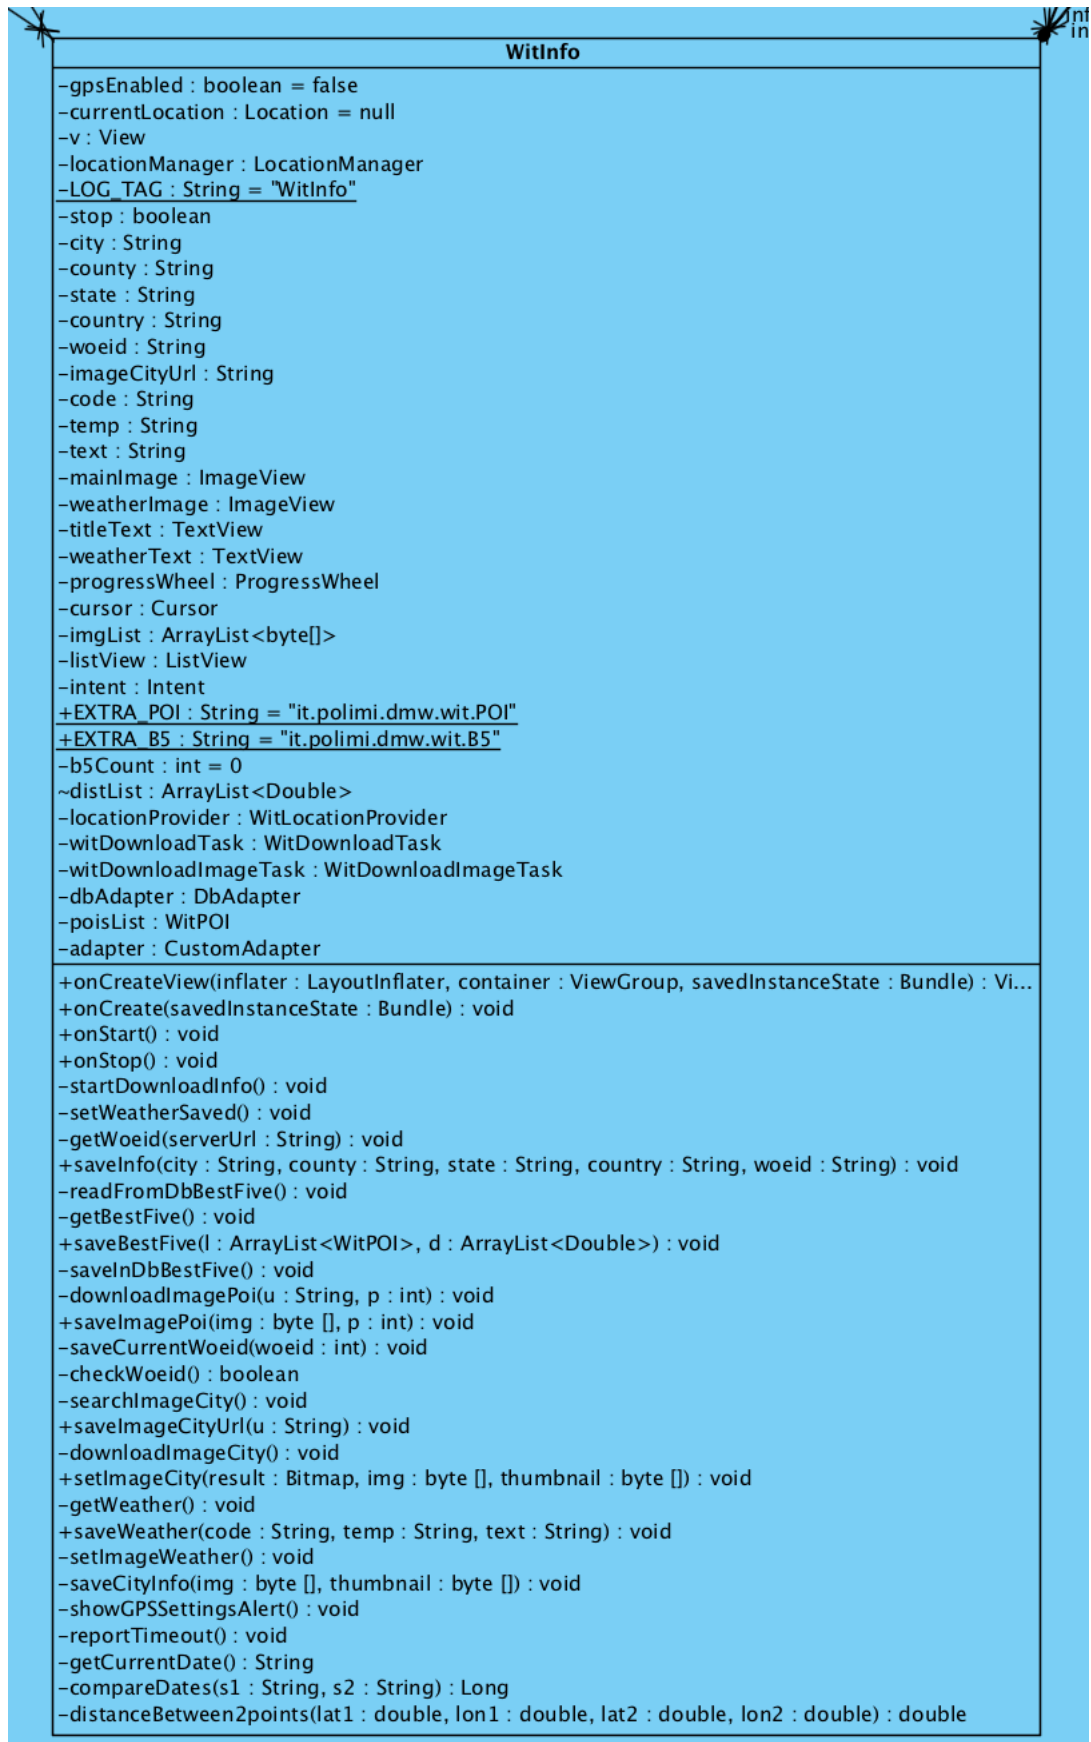 WitInfo
-gpsEnabled : boolean = false
-currentLocation : Location = null
-v : View
-locationManager : LocationManager
-LOG_TAG : String = "WitInfo"
-stop : boolean
-city : String
-county : String
-state : String
-country : String
-woeid : String
-imageCityUrl : String
-code : String
-temp : String
-text : String
-mainImage : ImageView
-weatherImage : ImageView
-titleText : TextView
-weatherText : TextView
-progressWheel : ProgressWheel
-cursor : Cursor
-imgList : ArrayList<byte[]>
-listView : ListView
-intent : Intent
+EXTRA_POI : String = "it.polimi.dmw.wit.POI"
+EXTRA_B5 : String = "it.polimi.dmw.wit.B5"
-b5Count : int = 0
~distList : ArrayList<Double>
-locationProvider : WitLocationProvider
-witDownloadTask : WitDownloadTask
-witDownloadImageTask : WitDownloadImageTask
-dbAdapter : DbAdapter
-poisList : WitPOI
-adapter : CustomAdapter
+onCreateView(inflater : LayoutInflater, container : ViewGroup, savedInstanceState : Bundle) : Vi...
+onCreate(savedInstanceState : Bundle) : void
+onStart() : void
+onStop() : void
-startDownloadInfo() : void
-setWeatherSaved() : void
-getWoeid(serverUrl : String) : void
+saveInfo(city : String, county : String, state : String, country : String, woeid : String) : void
-readFromDbBestFive() : void
-getBestFive() : void
+saveBestFive(l : ArrayList<WitPOI>, d : ArrayList<Double>) : void
-saveInDbBestFive() : void
-downloadImagePoi(u : String, p : int) : void
+saveImagePoi(img : byte [], p : int) : void
-saveCurrentWoeid(woeid : int) : void
-checkWoeid() : boolean
-searchImageCity() : void
+saveImageCityUrl(u : String) : void
-downloadImageCity() : void
+setImageCity(result : Bitmap, img : byte [], thumbnail : byte []) : void
-getWeather() : void
+saveWeather(code : String, temp : String, text : String) : void
-setImageWeather() : void
-saveCityInfo(img : byte [], thumbnail : byte []) : void
-showGPSSettingsAlert() : void
-reportTimeout() : void
-getCurrentDate() : String
-compareDates(s1 : String, s2 : String) : Long
-distanceBetween2points(lat1 : double, lon1 : double, lat2 : double, lon2 : double) : double